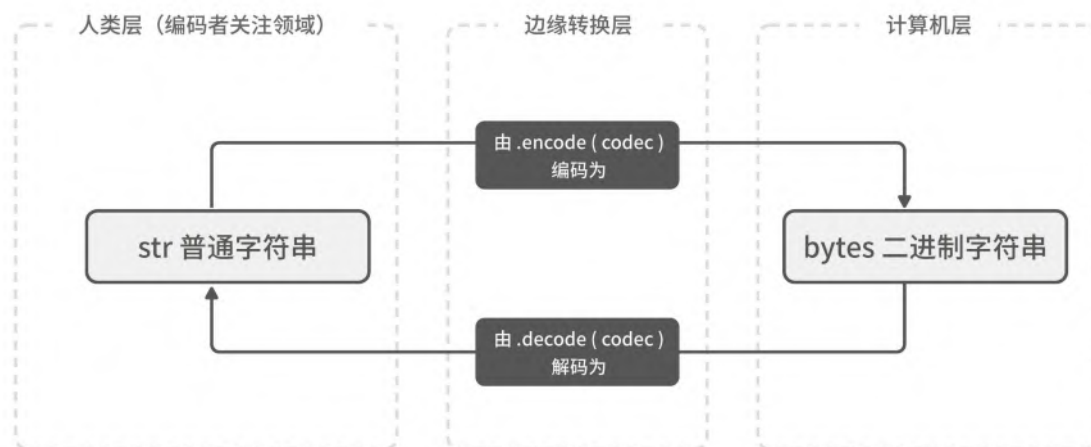 人类层（编码者关注领域）
边缘转换层
计算机层
由 .encode ( codec )
编码为
str 普通字符串
bytes 二进制字符串
由 .decode ( codec )
解码为